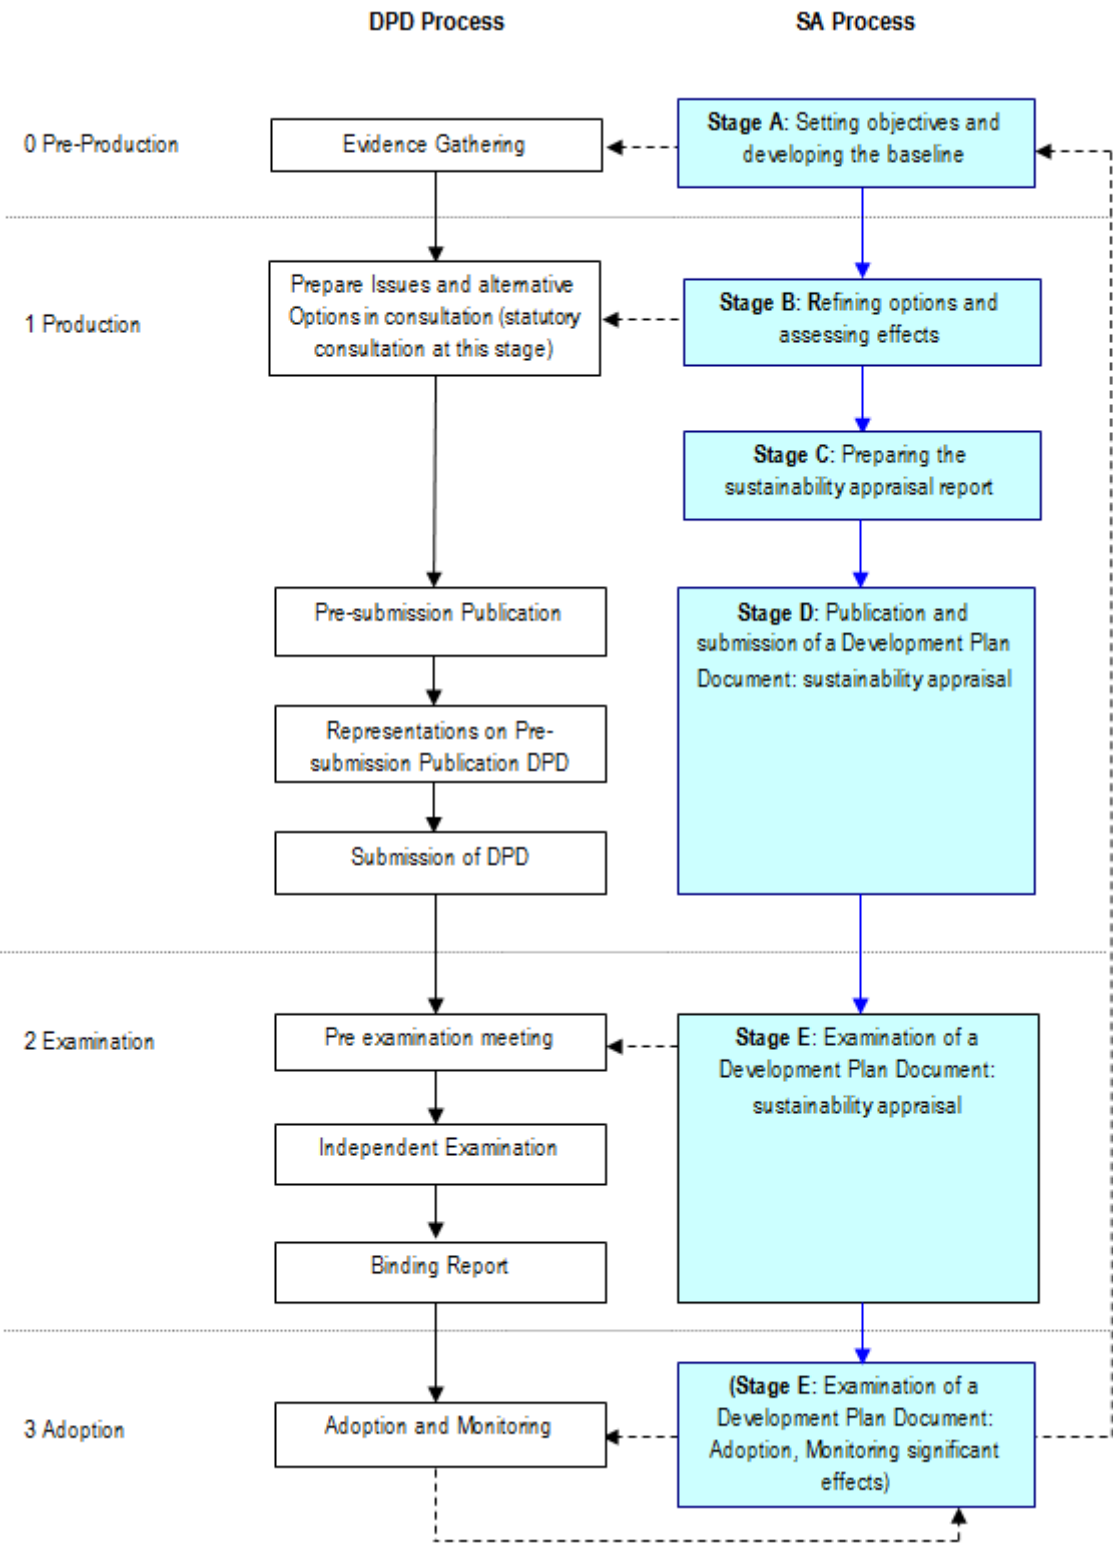 DPD Process
SA Process
0 Pre-Production
Evidence Gathering
Stage A: Setting objectives and
developing the baseline
1 Production
Prepare Issues and alternative
Options in consultation (statutory
consultation at this stage)
Stage B: Refining options and
assessing effects
Stage C: Preparing the
sustainability appraisal report
Pre-submission Publication
Stage D: Publication and
submission of a Development Plan
Document: sustainability appraisal
Representations on Pre-
submission Publication DPD
Submission of DPD
2 Examination
Pre examination meeting
Stage E: Examination of a
Development Plan Document:
sustainability appraisal
Independent Examination
Binding Report
3 Adoption
Adoption and Monitoring
(Stage E: Examination of a
Development Plan Document:
Adoption, Monitoring significant
effects)